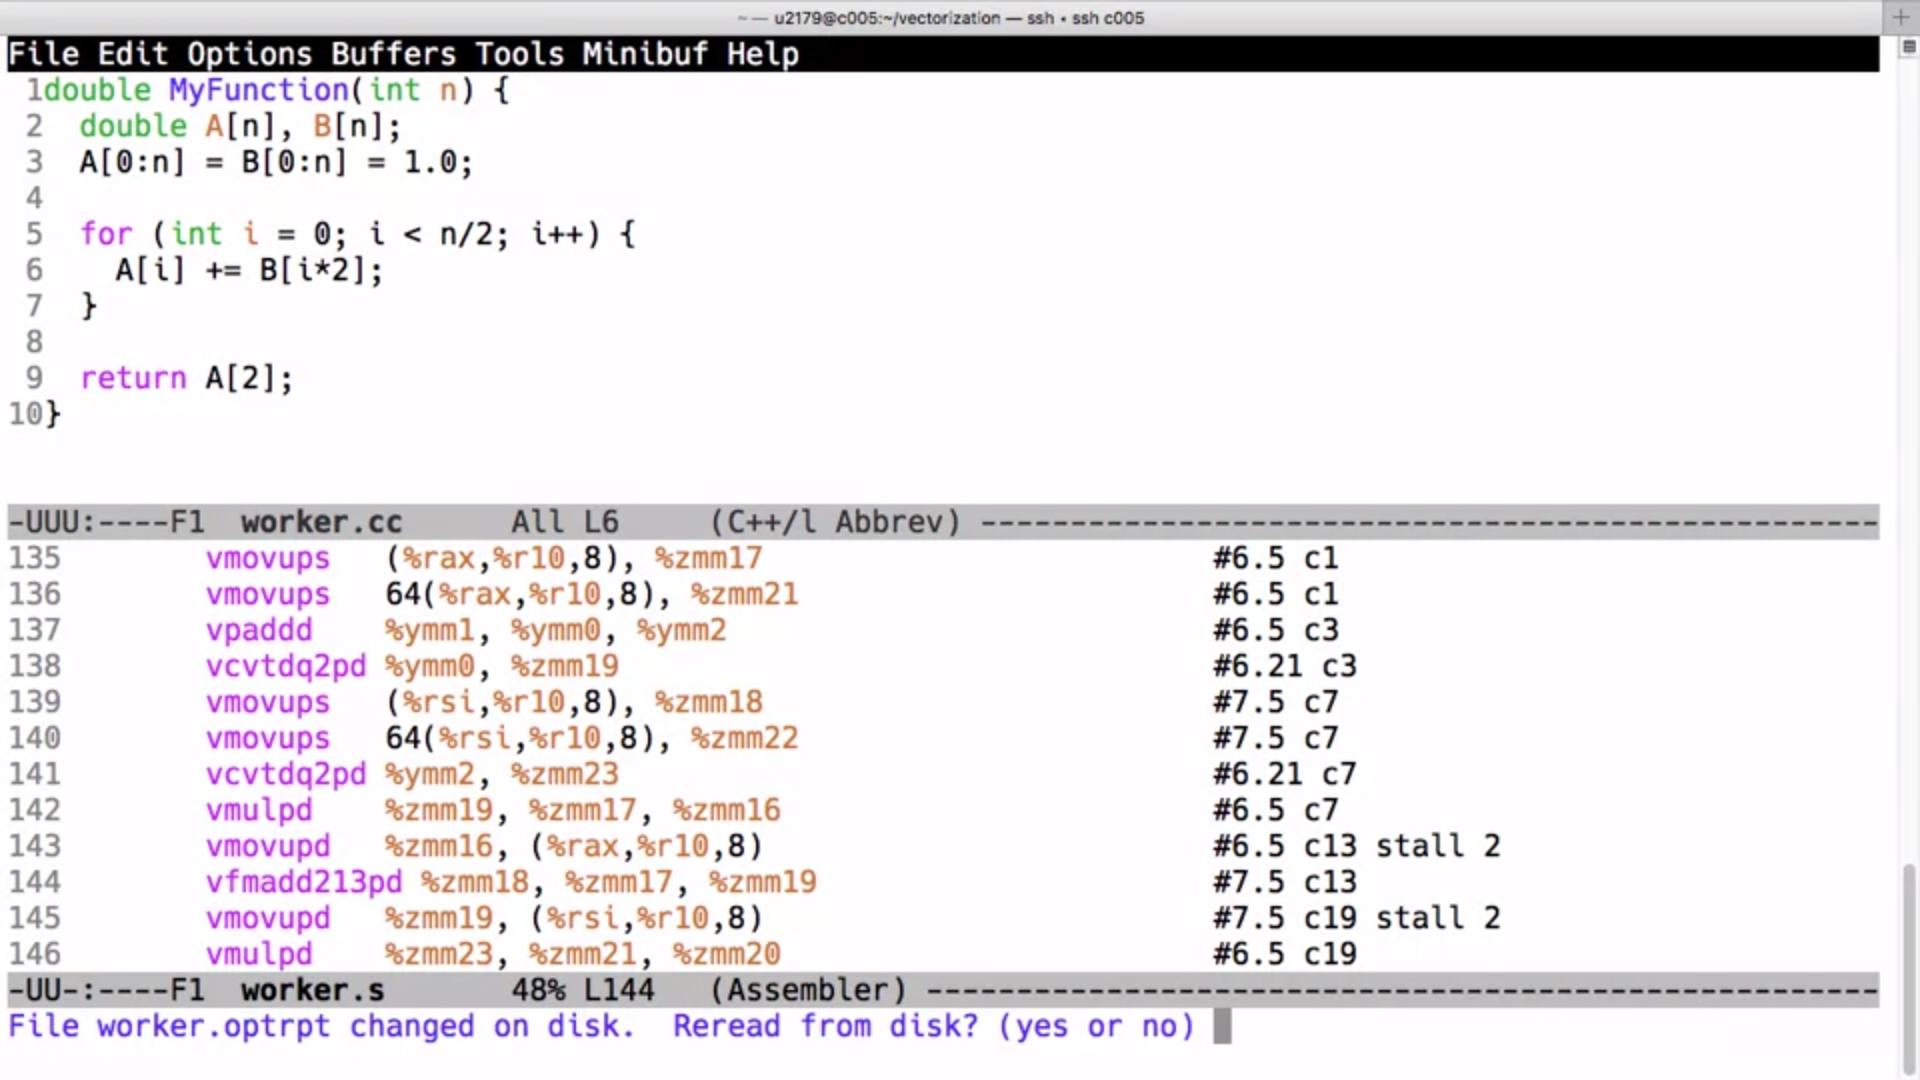 ~ — u2179@c005:~/vectorization — ssh • ssh c005
File Edit Options Buffers Tools Minibuf Help
1double MyFunction(int n) {
2  double A[n], B[n];
3  A[0:n] = B[0:n] = 1.0;
4
5  for (int i = 0; i < n/2; i++) {
6    A[i] += B[i*2];
7  }
8
9  return A[2];
10}
-UUU:----F1  worker.cc      All L6     (C++/l Abbrev) --------------------------------------------------
135        vmovups   (%rax,%r10,8), %zmm17                         #6.5 c1
136        vmovups   64(%rax,%r10,8), %zmm21                       #6.5 c1
137        vpaddd    %ymm1, %ymm0, %ymm2                           #6.5 c3
138        vcvtdq2pd %ymm0, %zmm19                                 #6.21 c3
139        vmovups   (%rsi,%r10,8), %zmm18                         #7.5 c7
140        vmovups   64(%rsi,%r10,8), %zmm22                       #7.5 c7
141        vcvtdq2pd %ymm2, %zmm23                                 #6.21 c7
142        vmulpd    %zmm19, %zmm17, %zmm16                        #6.5 c7
143        vmovupd   %zmm16, (%rax,%r10,8)                         #6.5 c13 stall 2
144        vfmadd213pd %zmm18, %zmm17, %zmm19                      #7.5 c13
145        vmovupd   %zmm19, (%rsi,%r10,8)                         #7.5 c19 stall 2
146        vmulpd    %zmm23, %zmm21, %zmm20                        #6.5 c19
-UU-:----F1  worker.s       48% L144   (Assembler) -----------------------------------------------------
File worker.optrpt changed on disk.  Reread from disk? (yes or no)